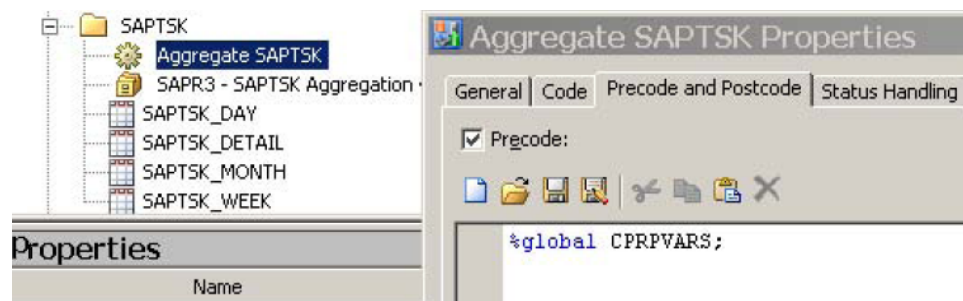 SAPTSK
Aggregate SAPTSK
SAPR3 - SAPTSK Aggregation
SAPTSK_DAY
SAPTSK_DETAIL
SAPTSK_MONTH
SAPTSK_WEEK
Properties
Name
Aggregate SAPTSK Properties
General Code Precode and Postcode Status Handling
Precode:
%global CPRPVARS;